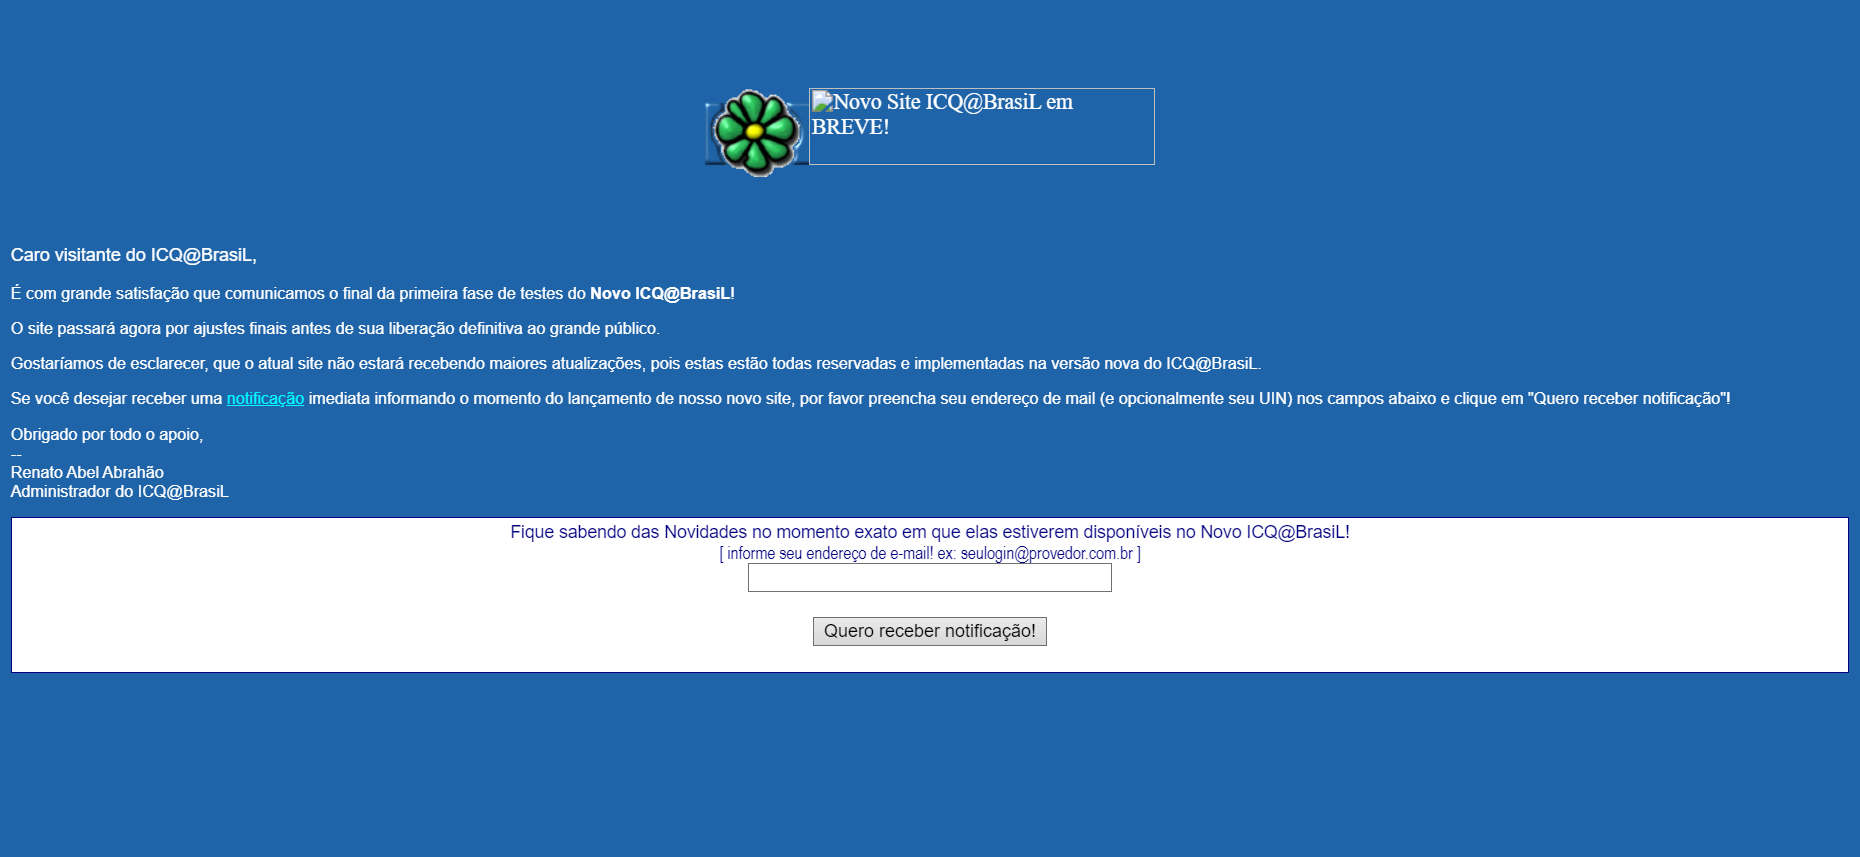 Novo Site ICQ@BrasiL em
BREVE!
Caro visitante do ICQ@BrasiL,
É com grande satisfação que comunicamos o final da primeira fase de testes do Novo ICQ@BrasiL!
O site passará agora por ajustes finais antes de sua liberação definitiva ao grande público.
Gostaríamos de esclarecer, que o atual site não estará recebendo maiores atualizações, pois estas estão todas reservadas e implementadas na versão nova do ICQ@BrasiL.
Se você desejar receber uma notificação imediata informando o momento do lançamento de nosso novo site, por favor preencha seu endereço de mail (e opcionalmente seu UIN) nos campos abaixo e clique em "Quero receber notificação"!
Obrigado por todo o apoio,
--
Renato Abel Abrahão
Administrador do ICQ@BrasiL
Fique sabendo das Novidades no momento exato em que elas estiverem disponíveis no Novo ICQ@BrasiL!
[ informe seu endereço de e-mail! ex: seulogin@provedor.com.br ]
Quero receber notificação!